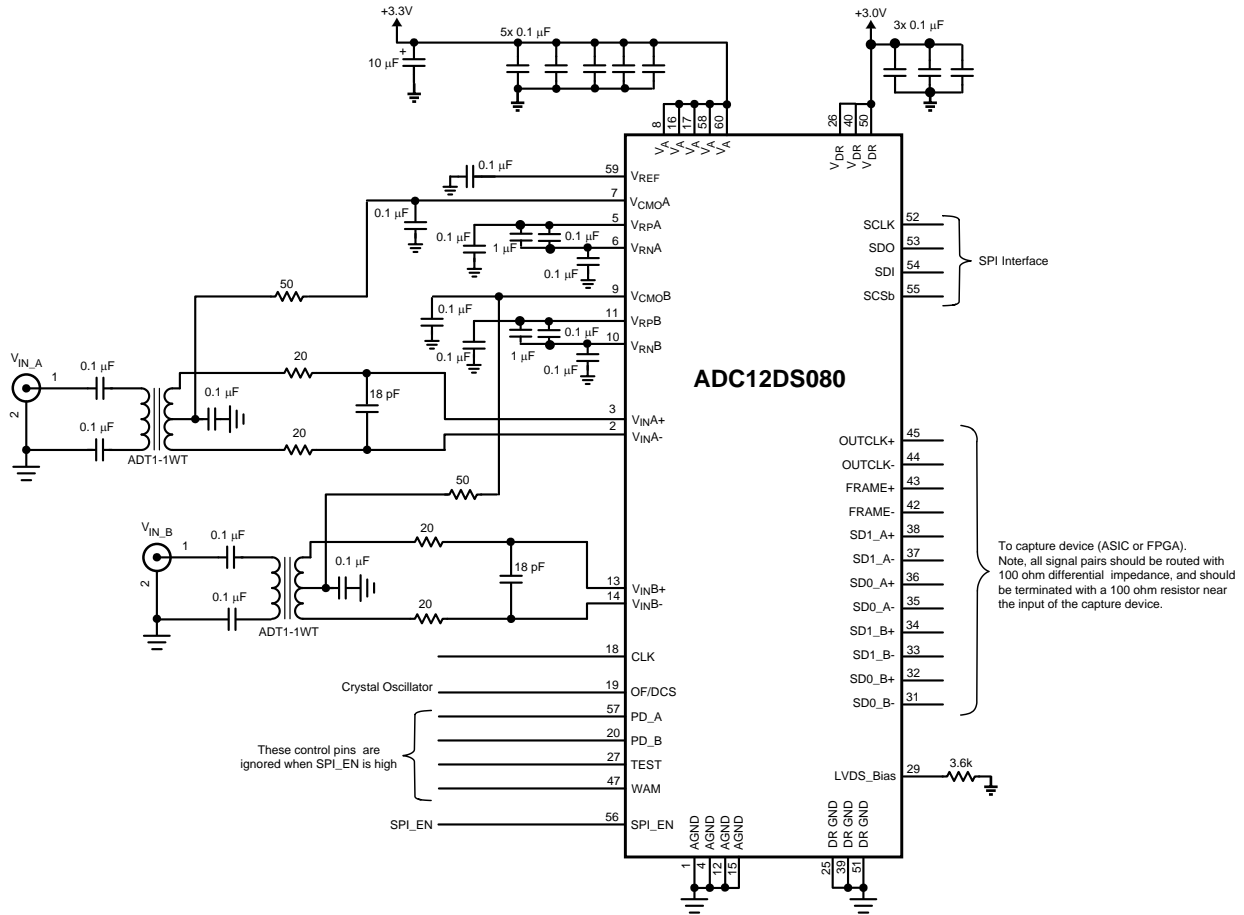 +3.3V
+3.0V
5x 0.1 µF
3x 0.1 µF
+
10 µF
8
16
17
58
60
VA
VA
VA
VA
VA
26
40
50
VDR
VDR
VDR
0.1 µF
59
VREF
7
VCMOA
0.1 µF
5
VRPA
0.1 µF
1 µF
0.1 µF
6
VRNA
0.1 µF
50
9
VCMOB
0.1 µF
11
VRPB
0.1 µF
1 µF
0.1 µF
10
VRNB
0.1 µF
52
SCLK
53
SDO
54
SDI
55
SCSb
SPI Interface
ADC12DS080
VIN_A
1
2
0.1 µF
0.1 µF
ADT1-1WT
0.1 µF
20
20
18 pF
3
VINA+
2
VINA-
50
VIN_B
1
2
0.1 µF
0.1 µF
ADT1-1WT
0.1 µF
20
20
18 pF
13
VINB+
14
VINB-
OUTCLK+
45
OUTCLK-
44
FRAME+
43
FRAME-
42
SD1_A+
38
SD1_A-
37
SD0_A+
36
SD0_A-
35
SD1_B+
34
SD1_B-
33
SD0_B+
32
SD0_B-
31
To capture device (ASIC or FPGA).
Note, all signal pairs should be routed with
100 ohm differential impedance, and should
be terminated with a 100 ohm resistor near
the input of the capture device.
18
CLK
Crystal Oscillator
19
OF/DCS
57
PD_A
20
PD_B
These control pins are
ignored when SPI_EN is high
27
TEST
47
WAM
SPI_EN
56
SPI_EN
LVDS_Bias
29
3.6k
AGND
AGND
AGND
AGND
1
4
12
15
DR GND
DR GND
DR GND
25
39
51